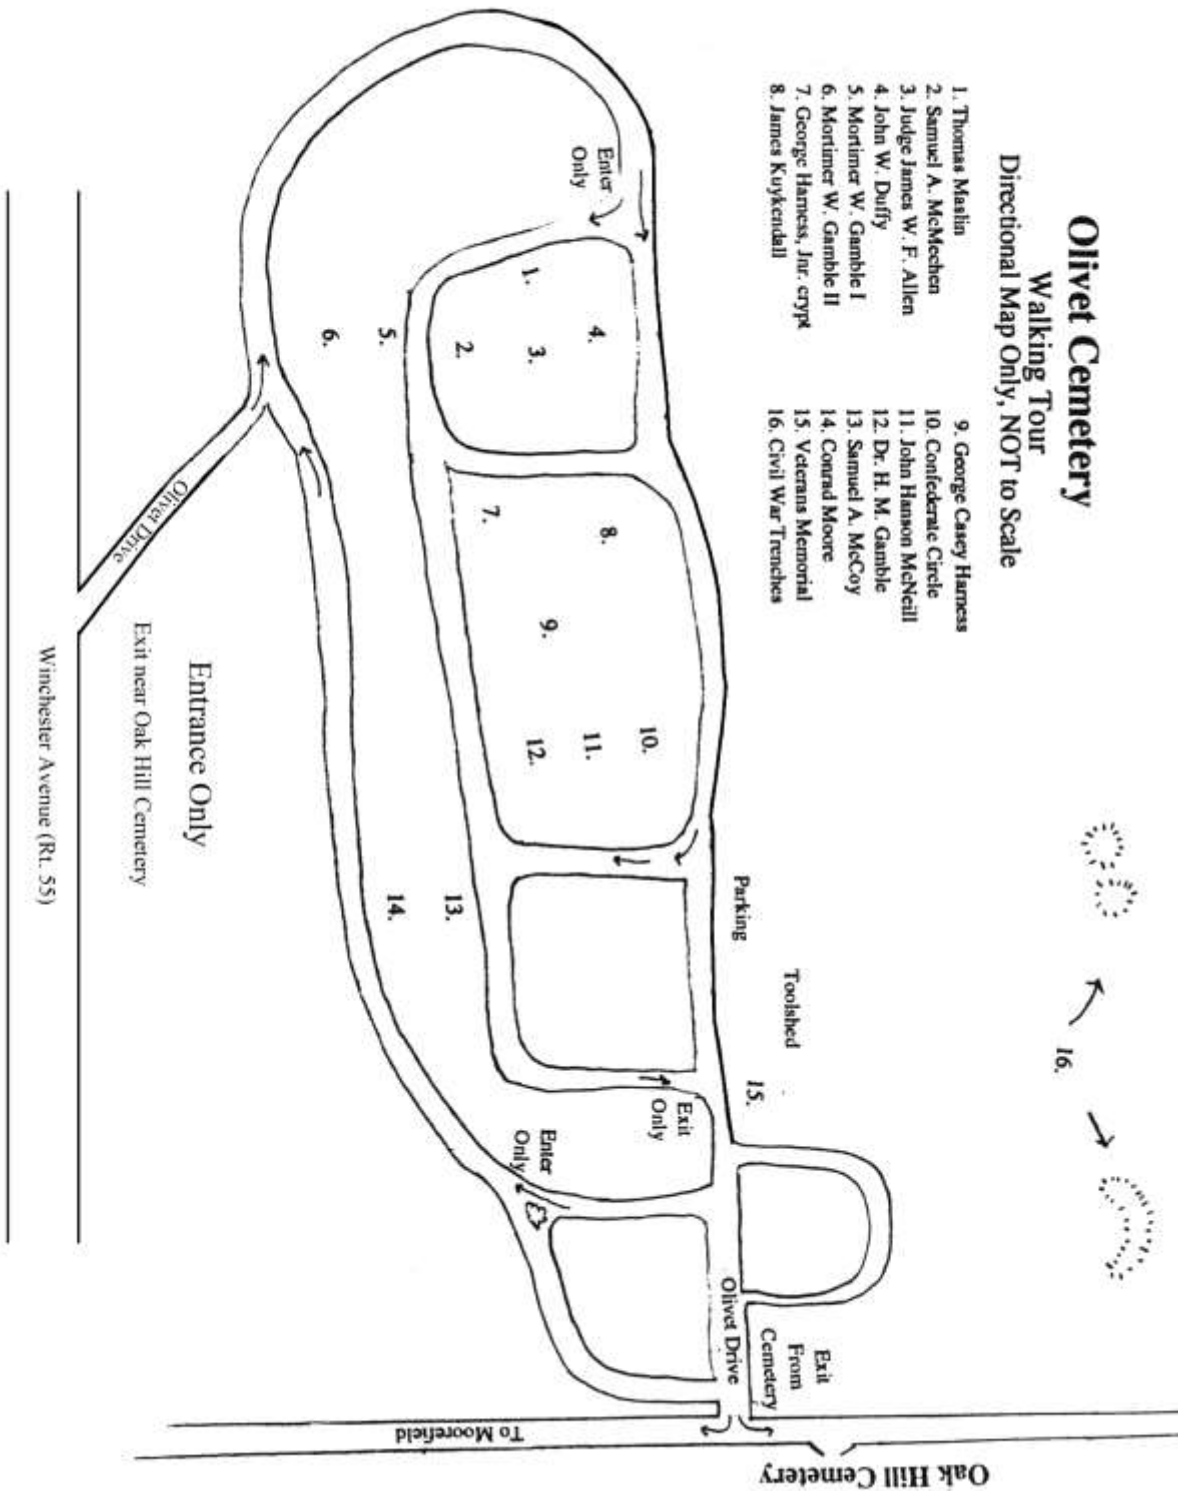 Olivet Cemetery
Walking Tour
Directional Map Only, NOT to Scale
1. Thomas Maslin
2. Samuel A. McMechen
3. Judge James W. F. Allen
4. John W. Duffy
5. Mortimer W. Gamble I
6. Mortimer W. Gamble II
7. George Harness, Jnr. crypt
8. James Kuykendall
9. George Casey Harness
10. Confederate Circle
11. John Hanson McNeill
12. Dr. H. M. Gamble
13. Samuel A. McCoy
14. Conrad Moore
15. Veterans Memorial
16. Civil War Trenches
16.
Enter
Only
Parking
Toolshed
15.
Exit
From
Cemetery
Oak Hill Cemetery
4.
1.
3.
2.
5.
6.
8.
7.
9.
10.
11.
12.
13.
14.
Exit
Only
Enter
Only
Olivet Drive
To Moorefield
Olivet Drive
Entrance Only
Exit near Oak Hill Cemetery
Winchester Avenue (Rt. 55)